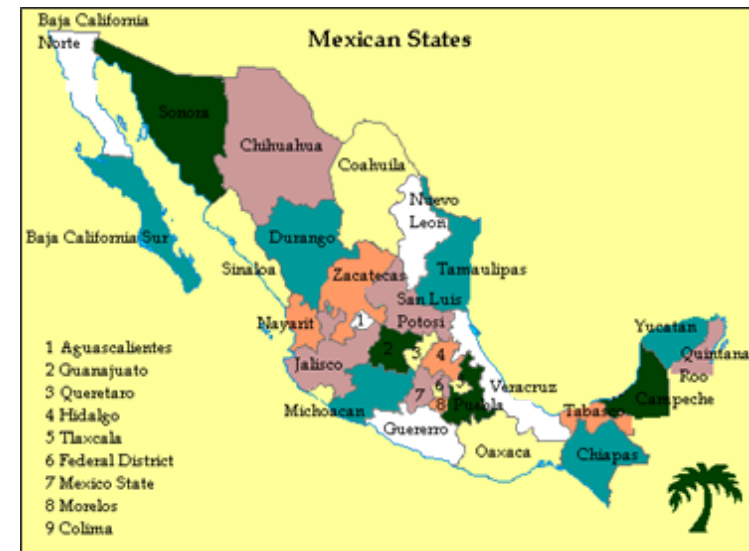 Baja California
Norte
Mexican States
Sonora
Chihuahua
Coahuila
Nuevo
Leon
Baja California Sur
Durango
Sinaloa
Zacatecas
Tamaulipas
San Luis
Potosi
Nayarit
1
Yucatan
Quintana
Roo
Campeche
Jalisco
2
3
4
5
6
7
8
Puebla
Veracruz
Tabasco
Michoacan
Guererro
Oaxaca
Chiapas
1 Aguascalientes
2 Guanajuato
3 Queretaro
4 Hidalgo
5 Tlaxcala
6 Federal District
7 Mexico State
8 Morelos
9 Colima